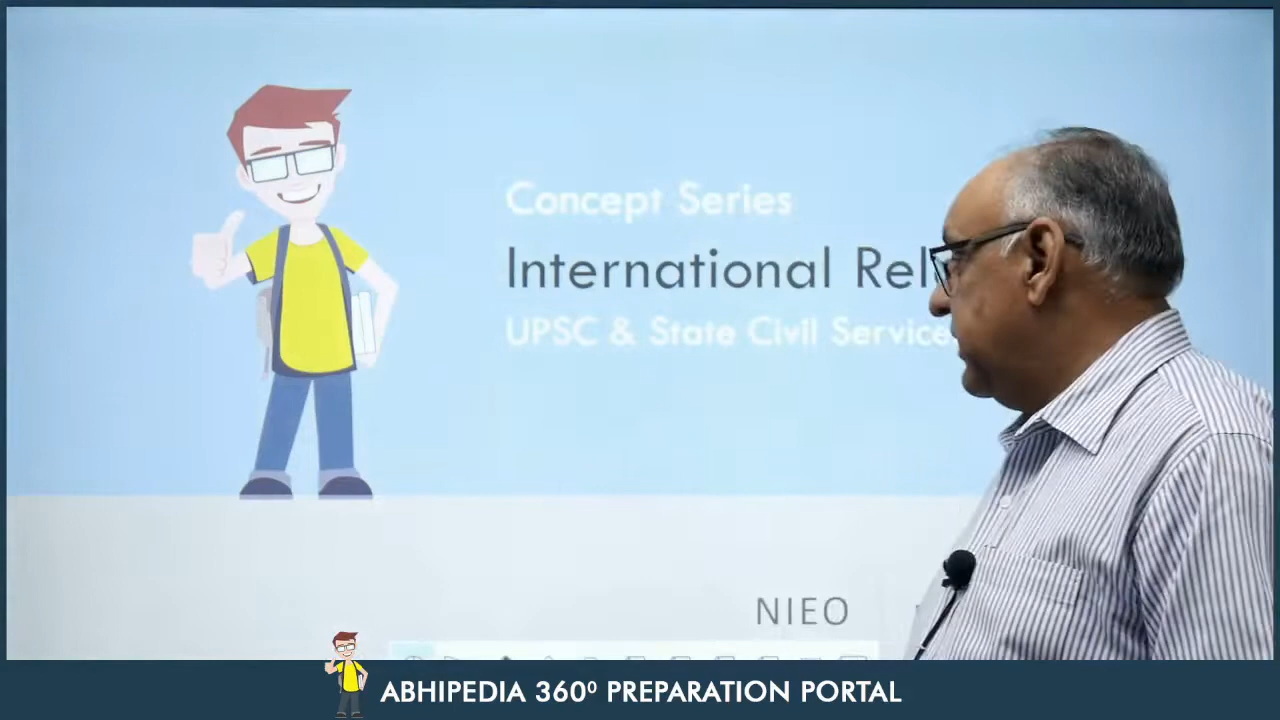 Concept Series
International Rel
UPSC & State Civil Service
NIEO
ABHIPEDIA 360⁰ PREPARATION PORTAL